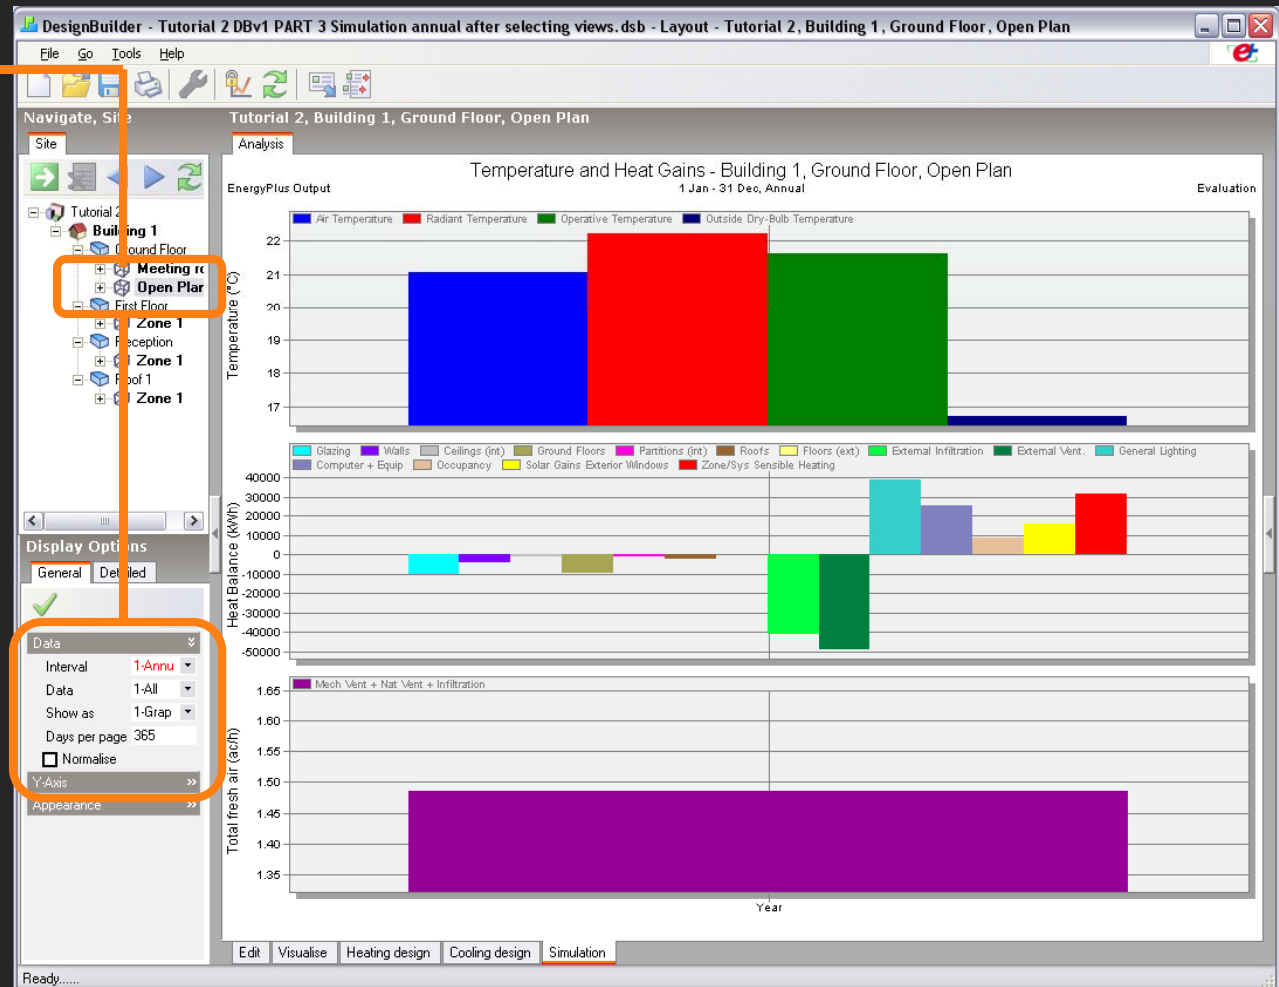 DesignBuilder - Tutorial 2 DBv1 PART 3 Simulation annual after selecting views.dsb - Layout - Tutorial 2, Building 1, Ground Floor, Open Plan
File Go Tools Help
Navigate, Site
Site
Tutorial 2
Building 1
Ground Floor
Meeting ro
Open Plan
First Floor
Zone 1
Reception
Zone 1
Roof 1
Zone 1
Display Options
General Detailed
Data
Interval 1-Annu
Data 1-All
Show as 1-Grap
Days per page 365
Normalise
Y-Axis
Appearance
Tutorial 2, Building 1, Ground Floor, Open Plan
Analysis
Temperature and Heat Gains - Building 1, Ground Floor, Open Plan
EnergyPlus Output 1 Jan - 31 Dec, Annual Evaluation
Air Temperature Radiant Temperature Operative Temperature Outside Dry-Bulb Temperature
Temperature (°C)
22
21
20
19
18
17
Glazing Walls Ceilings (int) Ground Floors Partitions (int) Roofs Floors (ext) External Infiltration External Vent. General Lighting
Computer + Equip Occupancy Solar Gains Exterior Windows Zone/Sys Sensible Heating
Heat Balance (kWh)
40000
30000
20000
10000
0
-10000
-20000
-30000
-40000
-50000
Mech Vent + Nat Vent + Infiltration
Total fresh air (ac/h)
1.65
1.60
1.55
1.50
1.45
1.40
1.35
Year
Edit Visualise Heating design Cooling design Simulation
Ready......